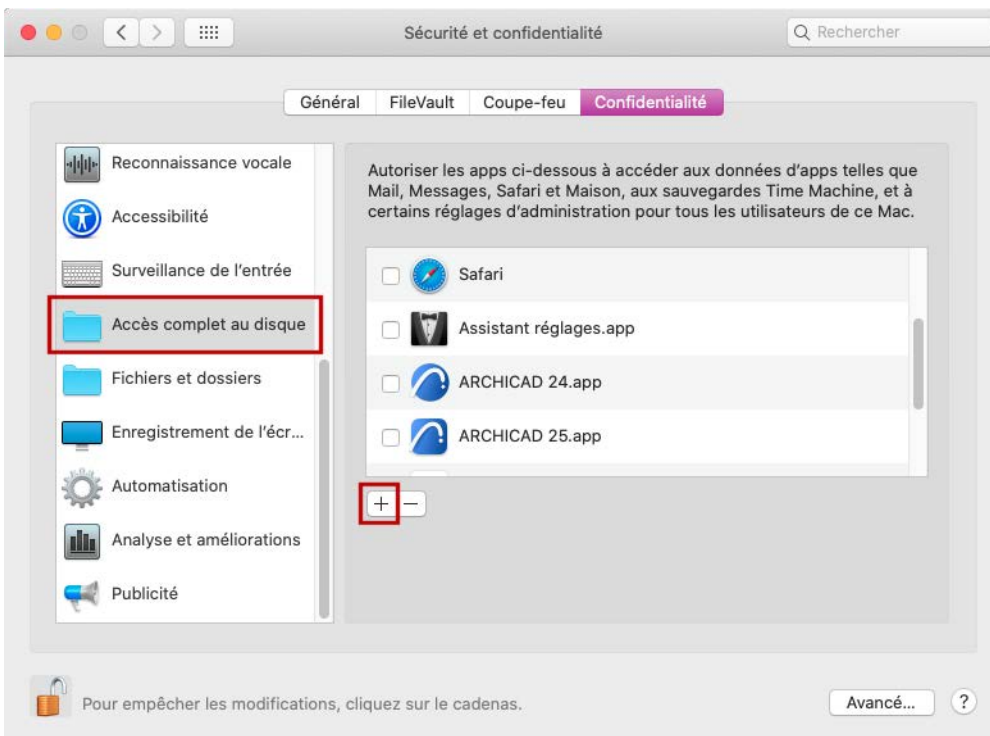 Sécurité et confidentialité
Rechercher
Général FileVault Coupe-feu Confidentialité
Reconnaissance vocale
Accessibilité
Surveillance de l'entrée
Accès complet au disque
Fichiers et dossiers
Enregistrement de l'écr...
Automatisation
Analyse et améliorations
Publicité
Autoriser les apps ci-dessous à accéder aux données d'apps telles que
Mail, Messages, Safari et Maison, aux sauvegardes Time Machine, et à
certains réglages d'administration pour tous les utilisateurs de ce Mac.
Safari
Assistant réglages.app
ARCHICAD 24.app
ARCHICAD 25.app
+ −
Pour empêcher les modifications, cliquez sur le cadenas.
Avancé... ?